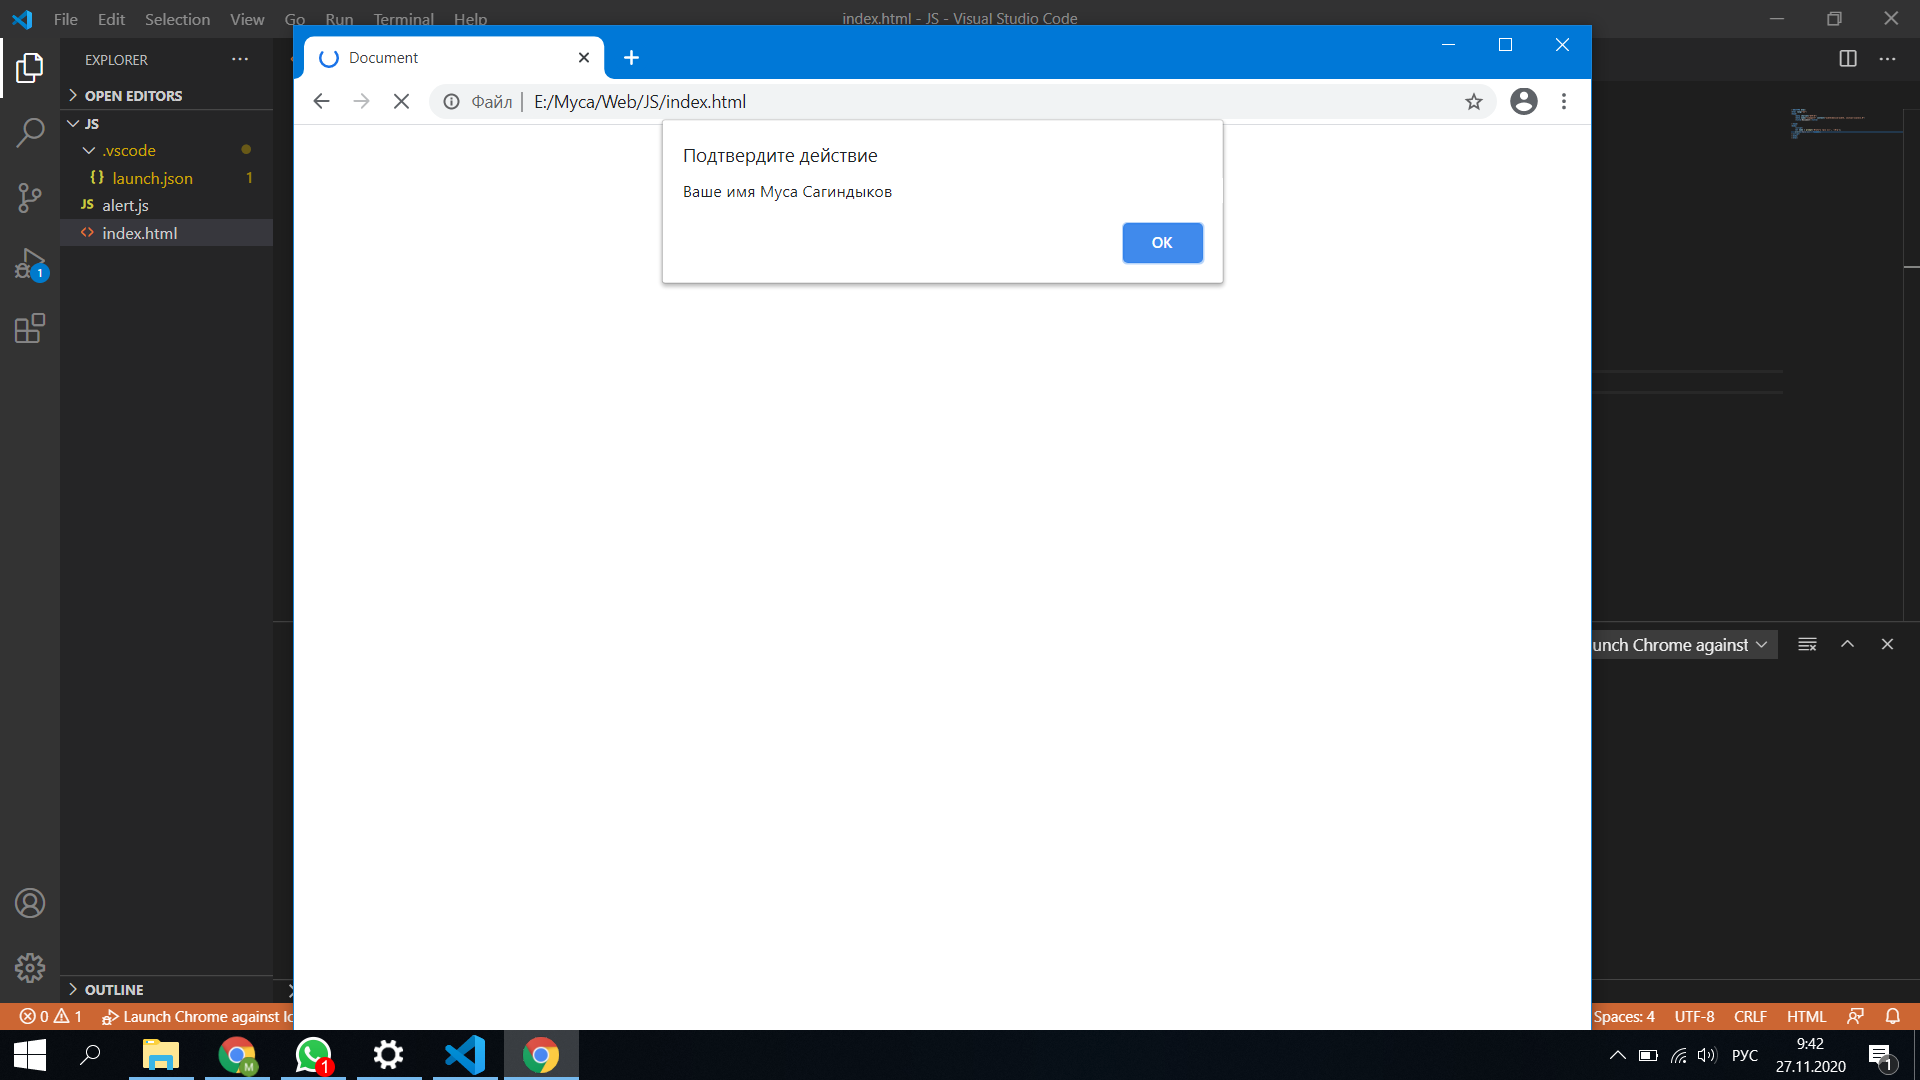 File Edit Selection View Go Run Terminal Help
index.html - JS - Visual Studio Code
EXPLORER
OPEN EDITORS
JS
.vscode
{} launch.json 1
JS alert.js
<> index.html
OUTLINE
Document
Файл | E:/Myca/Web/JS/index.html
Подтвердите действие
Ваше имя Муса Сагиндыков
OK
unch Chrome against
1
0 1 Launch Chrome against lo
Spaces: 4 UTF-8 CRLF HTML
M
1
РУС
9:42
27.11.2020
1